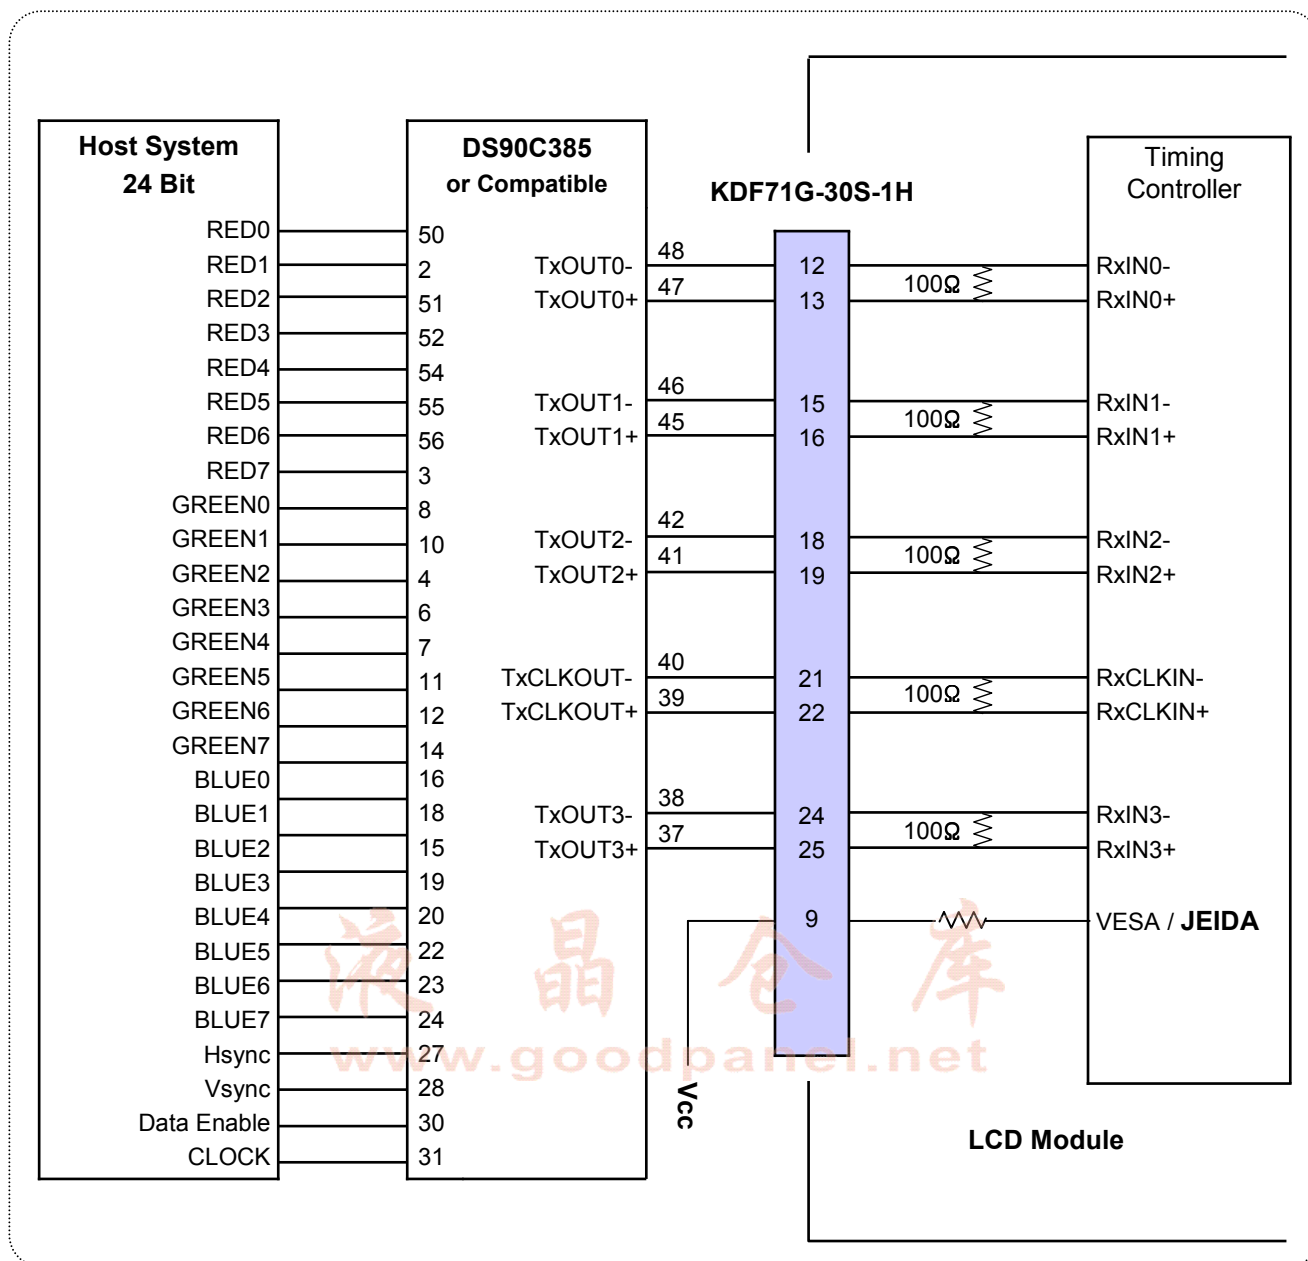 Host System
24 Bit
RED0
RED1
RED2
RED3
RED4
RED5
RED6
RED7
GREEN0
GREEN1
GREEN2
GREEN3
GREEN4
GREEN5
GREEN6
GREEN7
BLUE0
BLUE1
BLUE2
BLUE3
BLUE4
BLUE5
BLUE6
BLUE7
Hsync
Vsync
Data Enable
CLOCK
DS90C385
or Compatible
50
2
51
52
54
55
56
3
8
10
4
6
7
11
12
14
16
18
15
19
20
22
23
24
27
28
30
31
TxOUT0-
TxOUT0+
TxOUT1-
TxOUT1+
TxOUT2-
TxOUT2+
TxCLKOUT-
TxCLKOUT+
TxOUT3-
TxOUT3+
48
47
46
45
42
41
40
39
38
37
Vcc
KDF71G-30S-1H
12
13
15
16
18
19
21
22
24
25
9
100Ω
100Ω
100Ω
100Ω
100Ω
Timing
Controller
RxIN0-
RxIN0+
RxIN1-
RxIN1+
RxIN2-
RxIN2+
RxCLKIN-
RxCLKIN+
RxIN3-
RxIN3+
VESA / JEIDA
LCD Module
液晶仓库
www.goodpanel.net